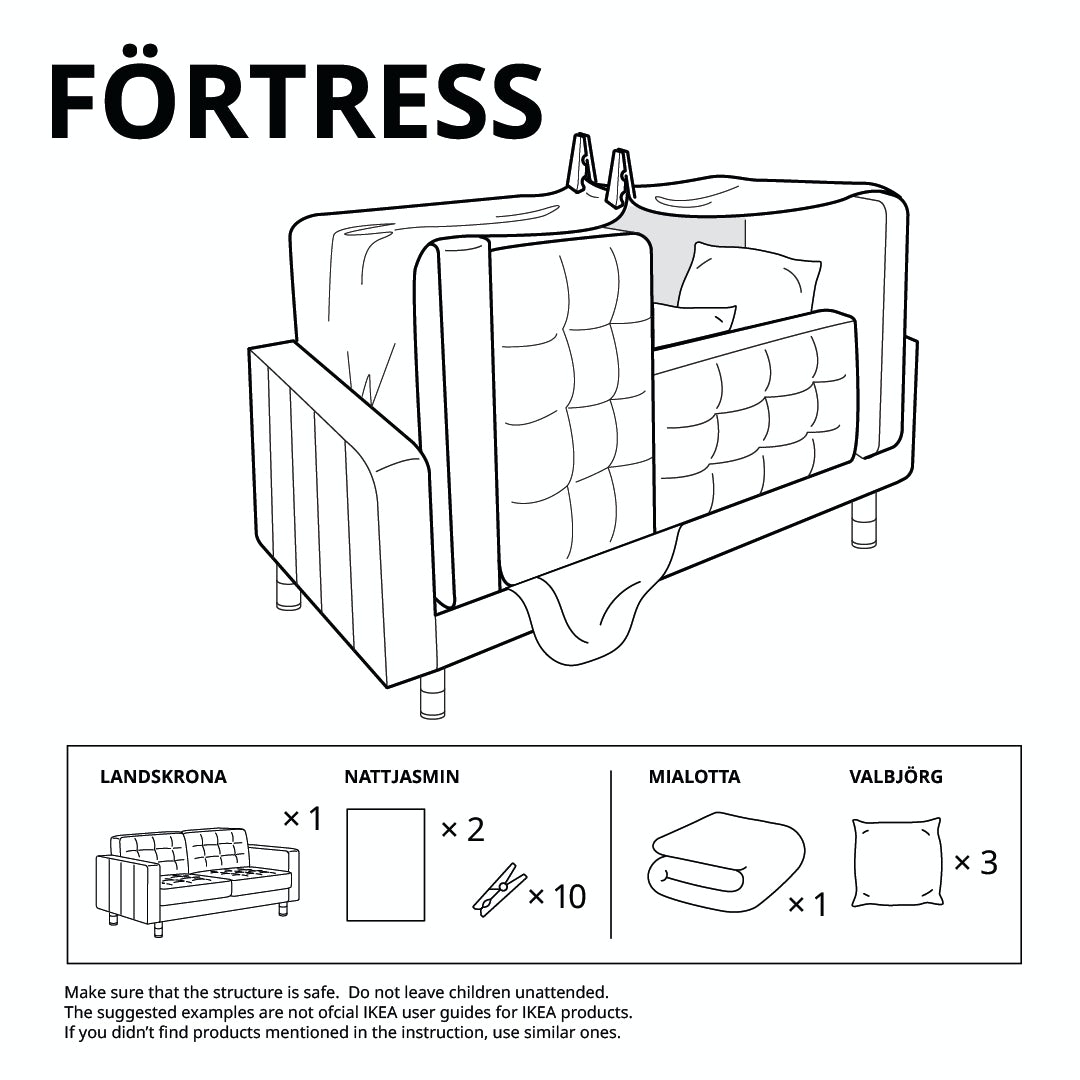 FÖRTRESS
LANDSKRONA
NATTJASMIN
MIALOTTA
VALBJÖRG
× 1
× 2
× 10
× 1
× 3
Make sure that the structure is safe.  Do not leave children unattended.
The suggested examples are not ofcial IKEA user guides for IKEA products.
If you didn’t find products mentioned in the instruction, use similar ones.